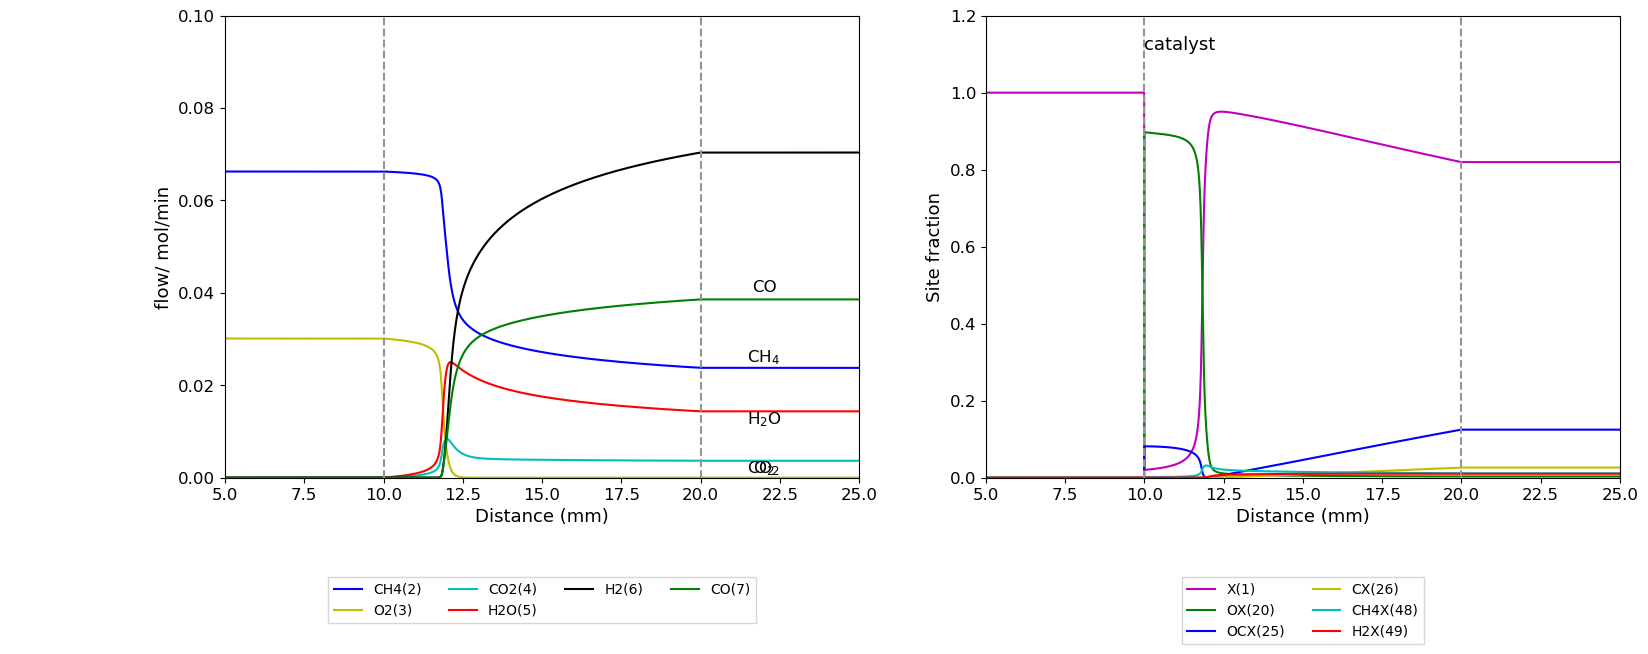 0.10
0.08
0.06
0.04
0.02
0.00
flow/ mol/min
5.0 7.5 10.0 12.5 15.0 17.5 20.0 22.5 25.0
Distance (mm)
CO
CH₄
H₂O
CH4(2) CO2(4) H2(6) CO(7)
O2(3) H2O(5)
1.2
1.0
0.8
0.6
0.4
0.2
0.0
Site fraction
catalyst
5.0 7.5 10.0 12.5 15.0 17.5 20.0 22.5 25.0
Distance (mm)
X(1) CX(26)
OX(20) CH4X(48)
OCX(25) H2X(49)